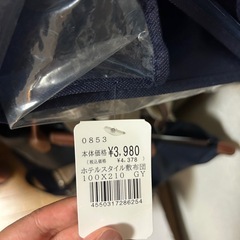 0853
本体価格 ¥3,980
(税込価格 ¥4,378)
ホテルスタイル敷布団
100X210 GY
4550317286254